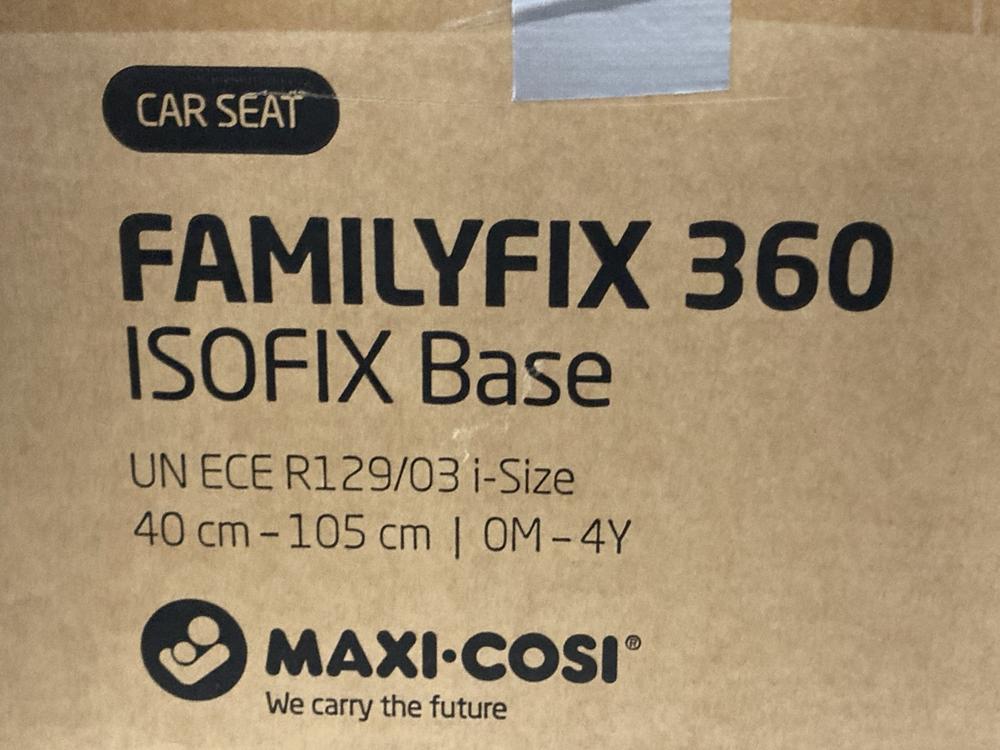 CAR SEAT
FAMILYFIX 360
ISOFIX Base
UN ECE R129/03 i-Size
40 cm – 105 cm | 0M – 4Y
MAXI·COSI®
We carry the future